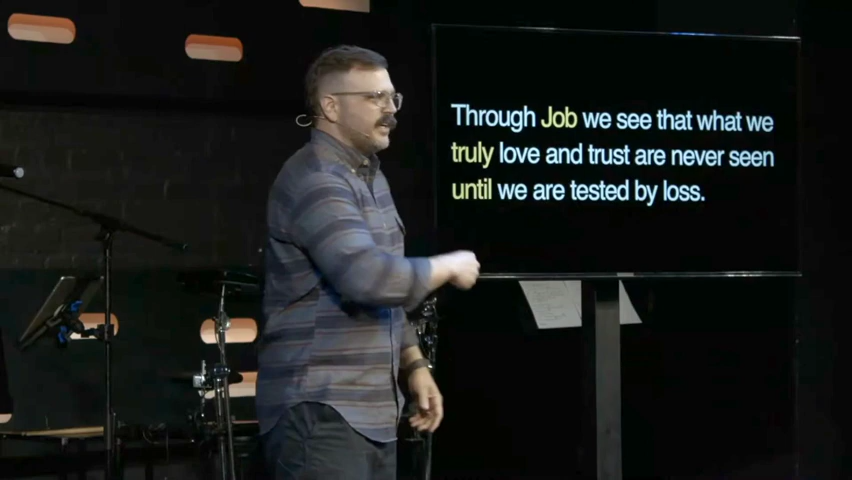 Through Job we see that what we
truly love and trust are never seen
until we are tested by loss.